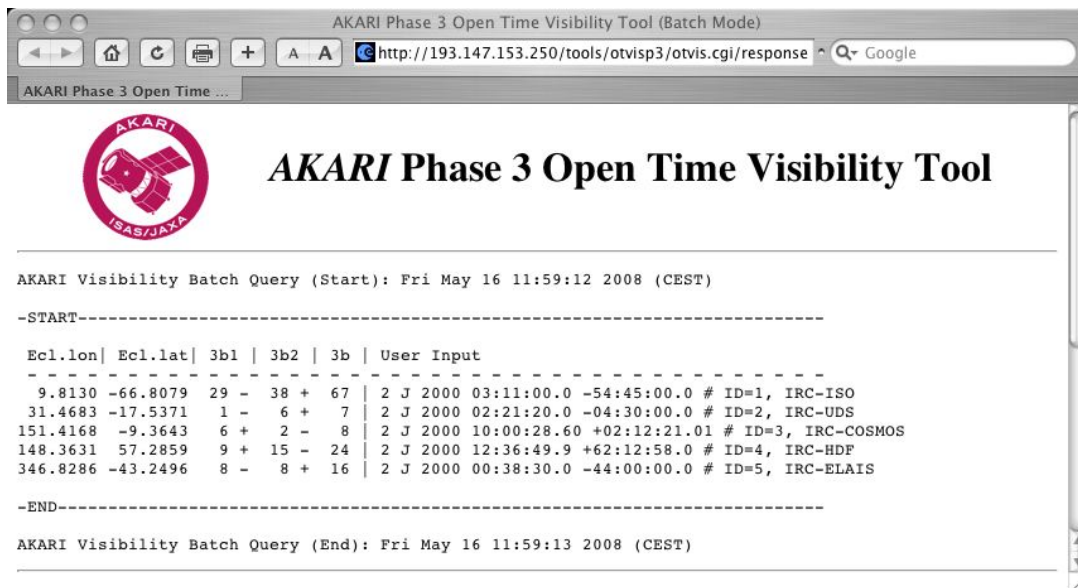 AKARI Phase 3 Open Time Visibility Tool (Batch Mode)
A A http://193.147.153.250/tools/otvisp3/otvis.cgi/response Google
AKARI Phase 3 Open Time ...
AKARI
ISAS/JAXA
AKARI Phase 3 Open Time Visibility Tool
AKARI Visibility Batch Query (Start): Fri May 16 11:59:12 2008 (CEST)
-START--------------------------------------------------------------------------
Ecl.lon| Ecl.lat| 3b1 | 3b2 | 3b | User Input
- - - - - - - - - - - - - - - - - - - - - - - - - - - - - - - - - - - - - - - -
9.8130 -66.8079 29 - 38 + 67 | 2 J 2000 03:11:00.0 -54:45:00.0 # ID=1, IRC-ISO
31.4683 -17.5371 1 - 6 + 7 | 2 J 2000 02:21:20.0 -04:30:00.0 # ID=2, IRC-UDS
151.4168 -9.3643 6 + 2 - 8 | 2 J 2000 10:00:28.60 +02:12:21.01 # ID=3, IRC-COSMOS
148.3631 57.2859 9 + 15 - 24 | 2 J 2000 12:36:49.9 +62:12:58.0 # ID=4, IRC-HDF
346.8286 -43.2496 8 - 8 + 16 | 2 J 2000 00:38:30.0 -44:00:00.0 # ID=5, IRC-ELAIS
-END----------------------------------------------------------------------------
AKARI Visibility Batch Query (End): Fri May 16 11:59:13 2008 (CEST)